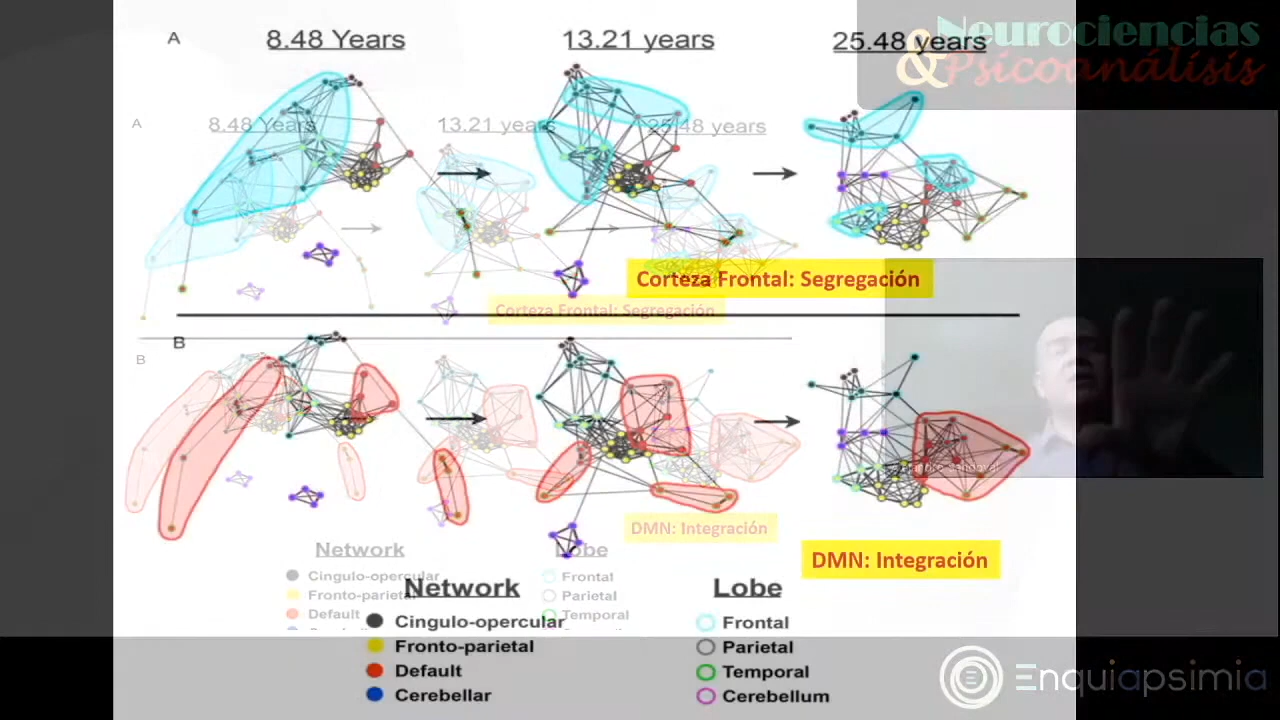 Neurociencias
& Psicoanálisis
A 8.48 Years 13.21 years 25.48 years
A 8.48 Years 13.21 years 25.48 years
Corteza Frontal: Segregación
Corteza Frontal: Segregación
B
B
Alejandro Sandoval
DMN: Integración
DMN: Integración
Network Lobe
Cingulo-opercular Frontal
Fronto-parietal Parietal
Default Temporal
Network Lobe
Cingulo-opercular Frontal
Fronto-parietal Parietal
Default Temporal
Cerebellar Cerebellum
Enquiapsimia